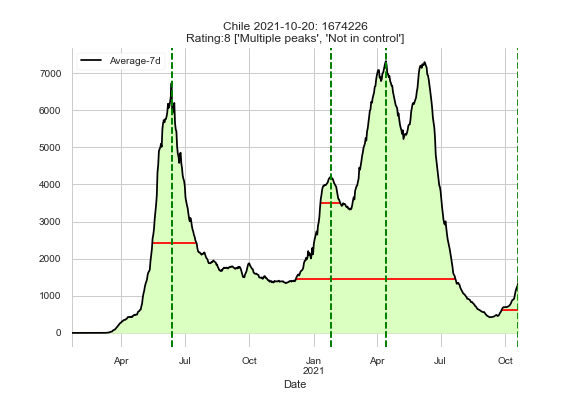 Chile 2021-10-20: 1674226
Rating:8 ['Multiple peaks', 'Not in control']
Average-7d
7000
6000
5000
4000
3000
2000
1000
0
Apr Jul Oct Jan Apr Jul Oct
2021
Date